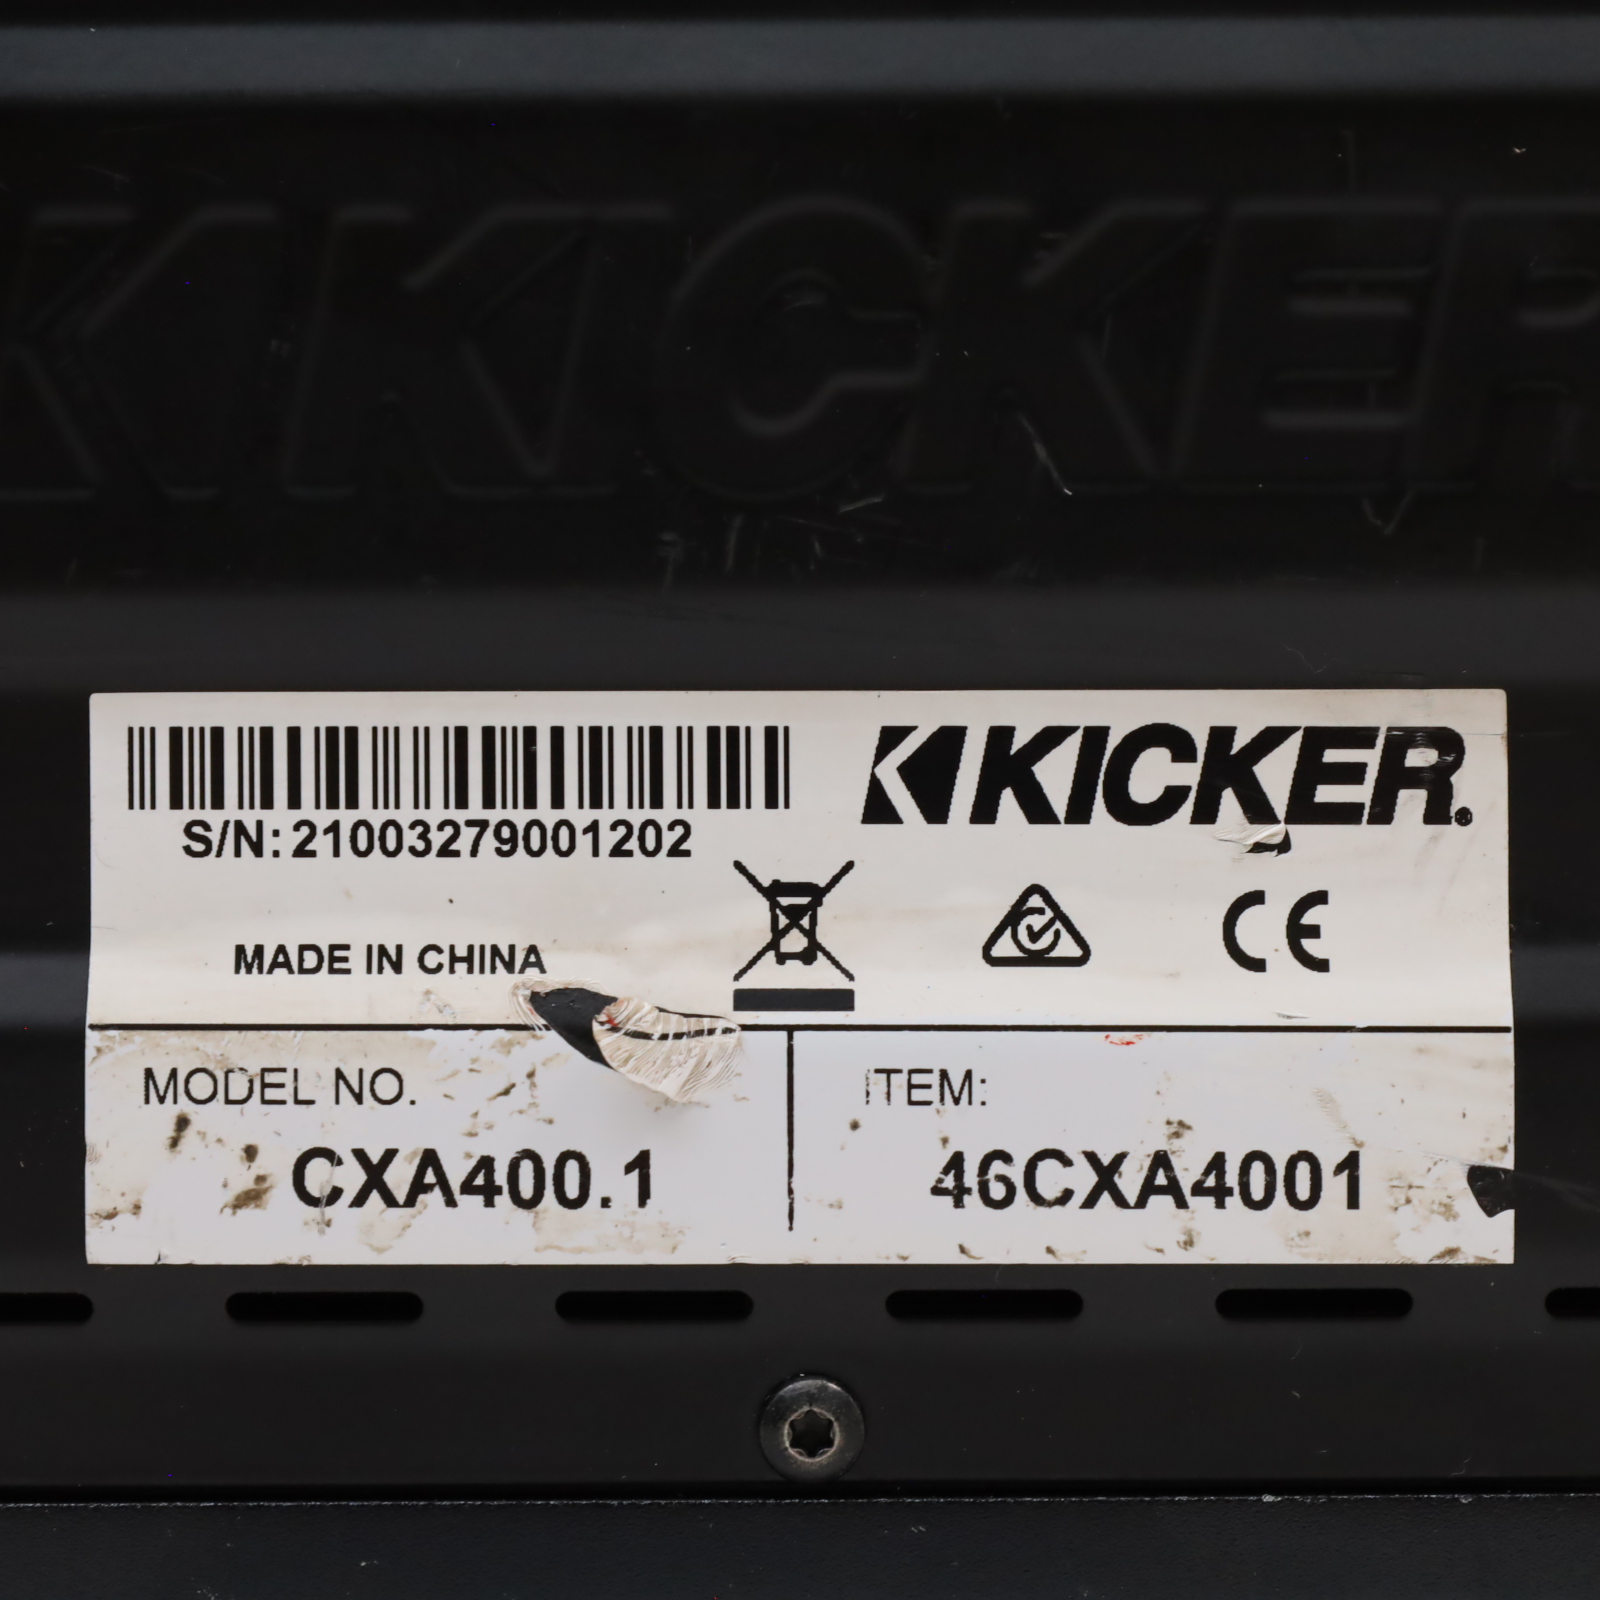 KICKER
KICKER®
S/N: 21003279001202
MADE IN CHINA
CE
MODEL NO.
ITEM:
CXA400.1
46CXA4001